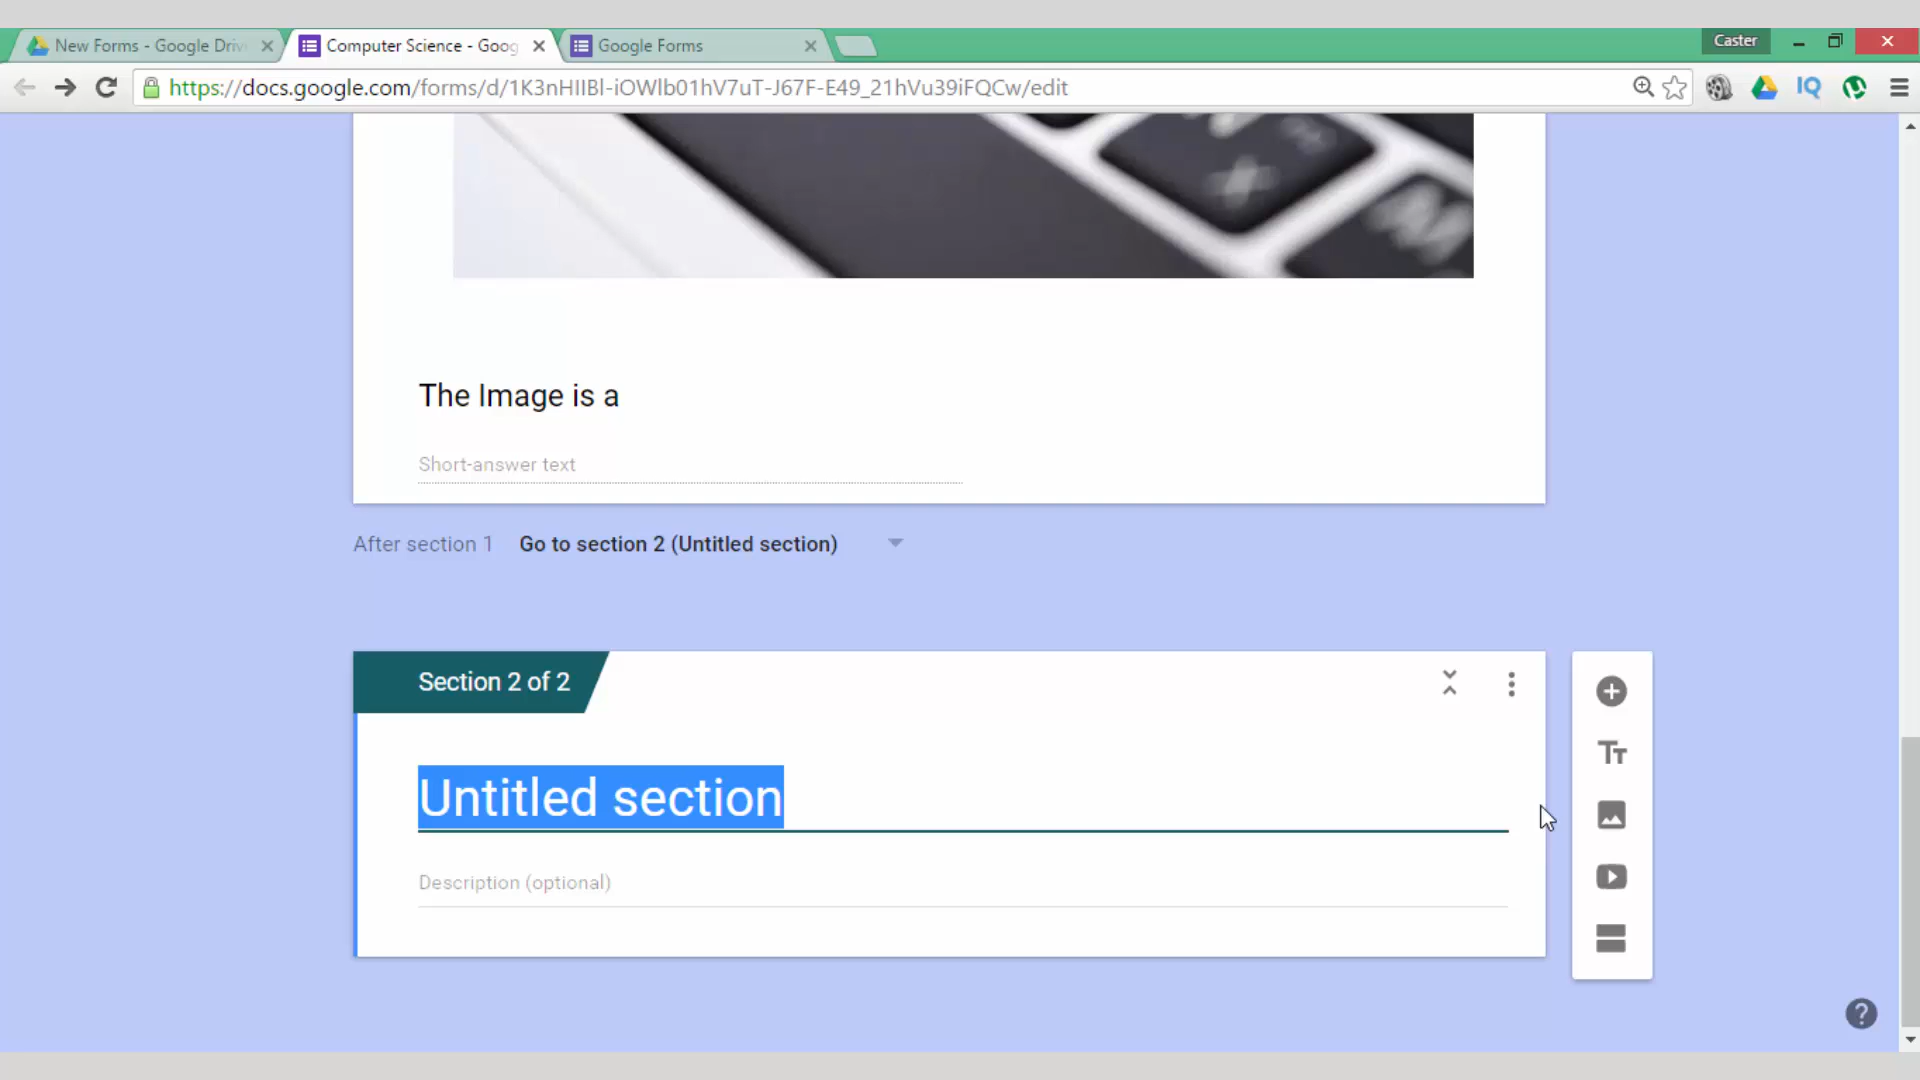 New Forms - Google Driv
Computer Science - Goog
Google Forms
Caster
https://docs.google.com/forms/d/1K3nHIIBl-iOWlb01hV7uT-J67F-E49_21hVu39iFQCw/edit
IQ
X
The Image is a
Short-answer text
After section 1 Go to section 2 (Untitled section)
Section 2 of 2
Untitled section
Tт
Description (optional)
?